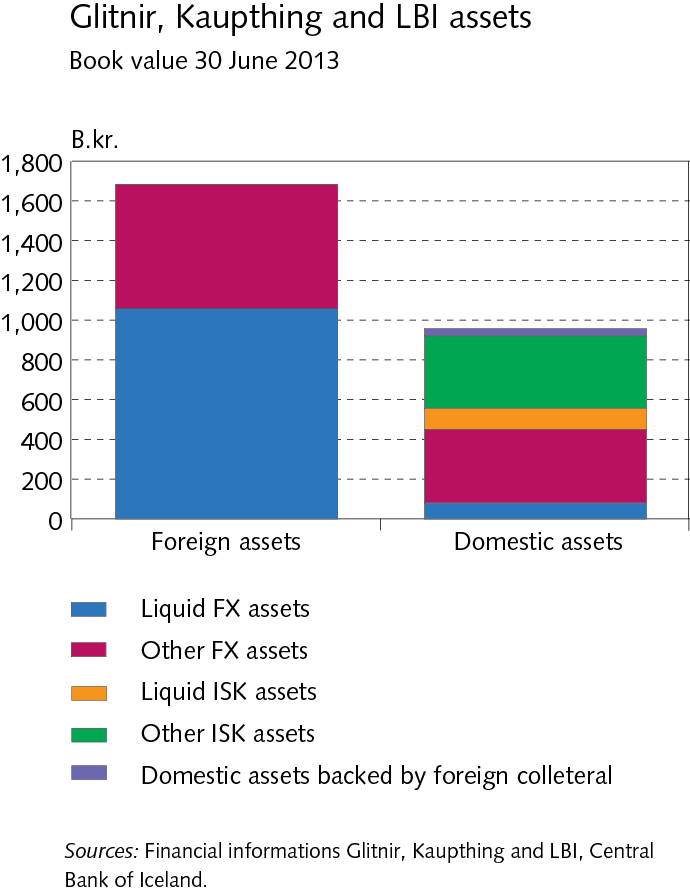 Glitnir, Kaupthing and LBI assets
Book value 30 June 2013
B.kr.
1,800
1,600
1,400
1,200
1,000
800
600
400
200
0
Foreign assets
Domestic assets
Liquid FX assets
Other FX assets
Liquid ISK assets
Other ISK assets
Domestic assets backed by foreign colleteral
Sources: Financial informations Glitnir, Kaupthing and LBI, Central
Bank of Iceland.